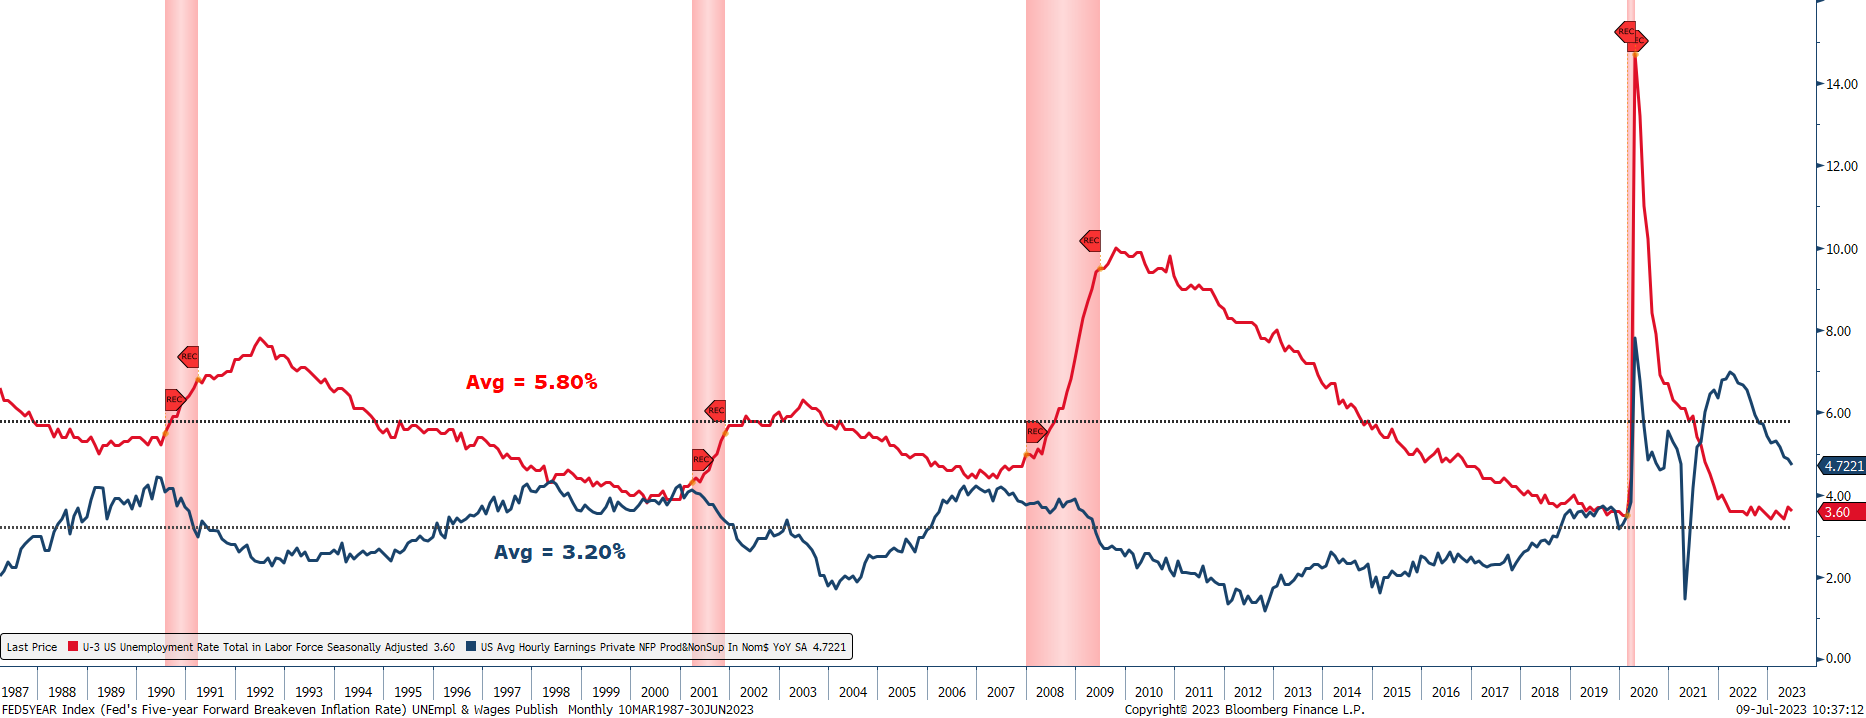 REC
REC
14.00
12.00
REC
10.00
8.00
REC
Avg = 5.80%
REC
REC
6.00
REC
REC
4.7221
4.00
3.60
Avg = 3.20%
2.00
Last Price U-3 US Unemployment Rate Total in Labor Force Seasonally Adjusted 3.60 US Avg Hourly Earnings Private NFP Prod&NonSup In Nom$ YoY SA 4.7221
0.00
1987 1988 1989 1990 1991 1992 1993 1994 1995 1996 1997 1998 1999 2000 2001 2002 2003 2004 2005 2006 2007 2008 2009 2010 2011 2012 2013 2014 2015 2016 2017 2018 2019 2020 2021 2022 2023
FED5YEAR Index (Fed's Five-year Forward Breakeven Inflation Rate) UNEmpl & Wages Publish Monthly 10MAR1987-30JUN2023 Copyright© 2023 Bloomberg Finance L.P. 09-Jul-2023 10:37:12